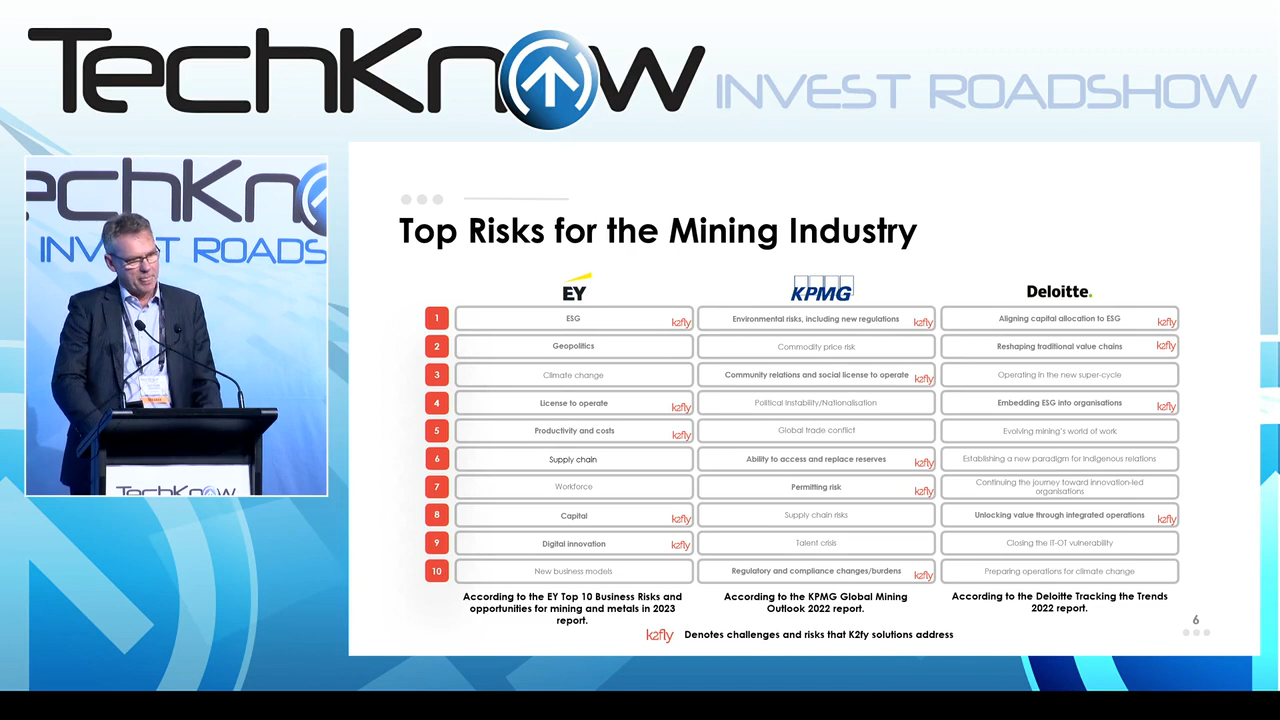 TechKnow INVEST ROADSHOW
echKn
INVEST ROADS
TechKnow
Top Risks for the Mining Industry
EY
KPMG
Deloitte.
1
ESG
k2fly
Environmental risks, including new regulations
k2fly
Aligning capital allocation to ESG
k2fly
2
Geopolitics
Commodity price risk
Reshaping traditional value chains
k2fly
3
Climate change
Community relations and social license to operate
k2fly
Operating in the new super-cycle
4
License to operate
k2fly
Political Instability/Nationalisation
Embedding ESG into organisations
k2fly
5
Productivity and costs
k2fly
Global trade conflict
Evolving mining's world of work
6
Supply chain
Ability to access and replace reserves
k2fly
Establishing a new paradigm for Indigenous relations
7
Workforce
Permitting risk
k2fly
Continuing the journey toward innovation-led
organisations
8
Capital
k2fly
Supply chain risks
Unlocking value through integrated operations
k2fly
9
Digital innovation
k2fly
Talent crisis
Closing the IT-OT vulnerability
10
New business models
Regulatory and compliance changes/burdens
k2fly
Preparing operations for climate change
According to the EY Top 10 Business Risks and
opportunities for mining and metals in 2023
report.
According to the KPMG Global Mining
Outlook 2022 report.
According to the Deloitte Tracking the Trends
2022 report.
k2fly Denotes challenges and risks that K2fy solutions address
6